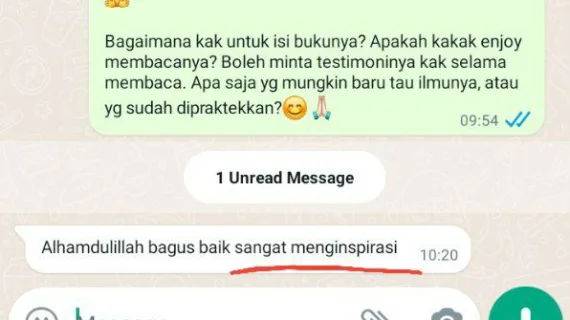 Bagaimana kak untuk isi bukunya? Apakah kakak enjoy
membacanya? Boleh minta testimoninya kak selama
membaca. Apa saja yg mungkin baru tau ilmunya, atau
yg sudah dipraktekkan?😊🙏🏻
09:54
1 Unread Message
Alhamdulillah bagus baik sangat menginspirasi
10:20
Message